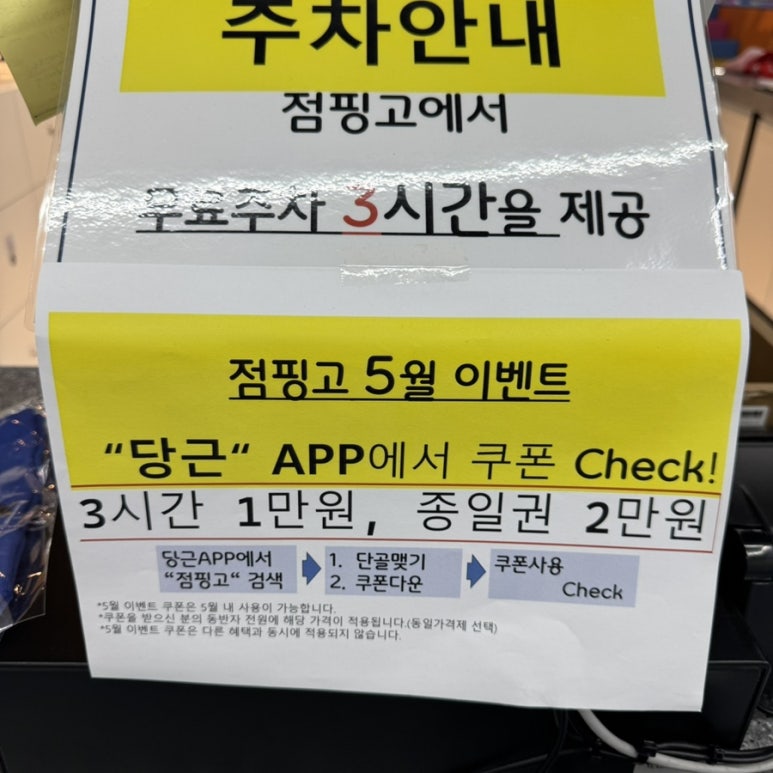 주차안내
점핑고에서
무료주차 3시간을 제공
점핑고 5월 이벤트
“당근“ APP에서 쿠폰 Check!
3시간 1만원, 종일권 2만원
당근APP에서
“점핑고“ 검색
1. 단골맺기
2. 쿠폰다운
쿠폰사용
Check
*5월 이벤트 쿠폰은 5월 내 사용이 가능합니다.
*쿠폰을 받으신 분의 동반자 전원에 해당 가격이 적용됩니다.(동일가격제 선택)
*5월 이벤트 쿠폰은 다른 혜택과 동시에 적용되지 않습니다.